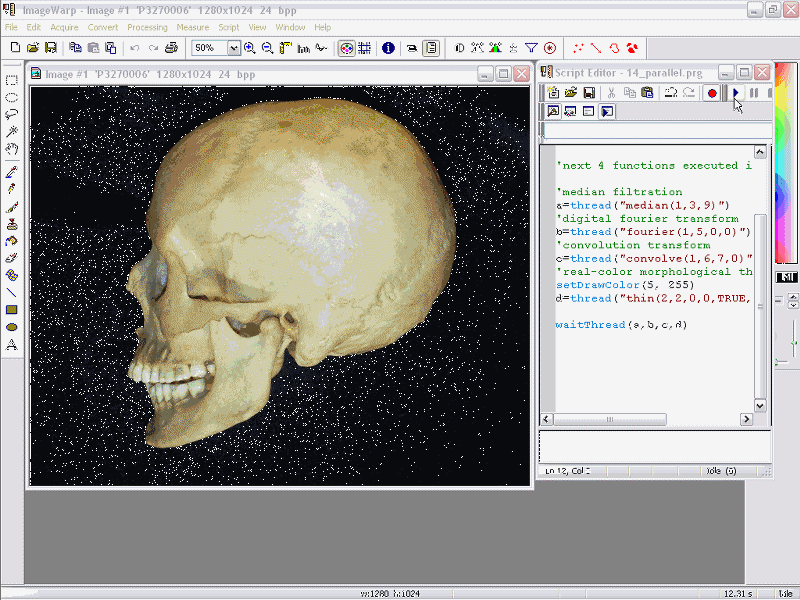 ImageWarp - Image #1 'P3270006' 1280x1024 24 bpp
File Edit Acquire Convert Processing Measure Script View Window Help
50%
Image #1 'P3270006' 1280x1024 24 bpp
Script Editor - 14_parallel.prg
'next 4 functions executed i
'median filtration
a=thread("median(1,3,9)")
'digital fourier transform
b=thread("fourier(1,5,0,0)")
'convolution transform
c=thread("convolve(1,6,7,0)"
'real-color morphological th
setDrawColor(5, 255)
d=thread("thin(2,2,0,0,TRUE,
waitThread(a,b,c,d)
Ln 12, Col Idle (6)
w:1280 h:1024 12.31 s